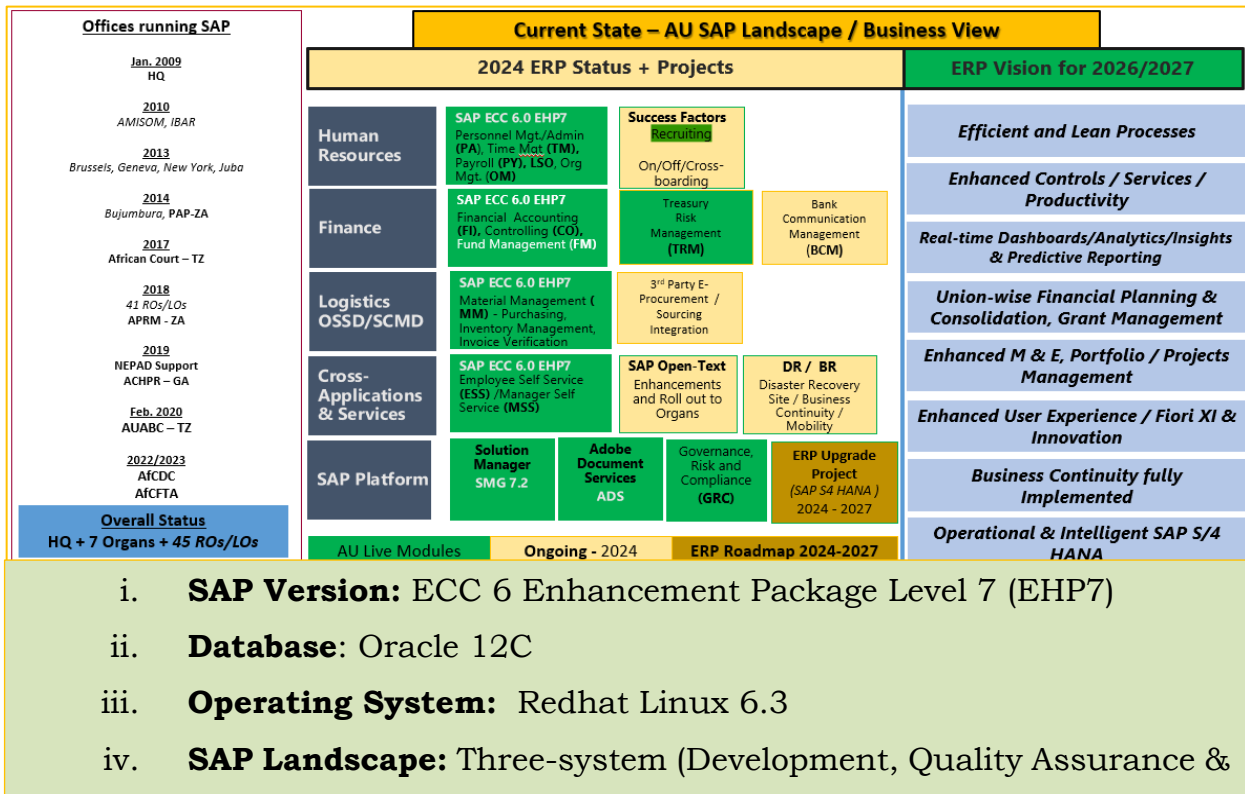 Offices running SAP
Jan. 2009
HQ
2010
AMISOM, IBAR
2013
Brussels, Geneva, New York, Juba
2014
Bujumbura, PAP-ZA
2017
African Court – TZ
2018
41 ROs/LOs
APRM - ZA
2019
NEPAD Support
ACHPR – GA
Feb. 2020
AUABC – TZ
2022/2023
AfCDC
AfCFTA
Overall Status
HQ + 7 Organs + 45 ROs/LOs
Current State – AU SAP Landscape / Business View
2024 ERP Status + Projects
Human
Resources
SAP ECC 6.0 EHP7
Personnel Mgt./Admin
(PA), Time Mgt (TM),
Payroll (PY), LSO, Org
Mgt. (OM)
Success Factors
Recruiting
On/Off/Cross-
boarding
Finance
SAP ECC 6.0 EHP7
Financial Accounting
(FI), Controlling (CO),
Fund Management (FM)
Treasury
Risk
Management
(TRM)
Bank
Communication
Management
(BCM)
Logistics
OSSD/SCMD
SAP ECC 6.0 EHP7
Material Management (
MM) - Purchasing,
Inventory Management,
Invoice Verification
3rd Party E-
Procurement /
Sourcing
Integration
Cross-
Applications
& Services
SAP ECC 6.0 EHP7
Employee Self Service
(ESS) /Manager Self
Service (MSS)
SAP Open-Text
Enhancements
and Roll out to
Organs
DR / BR
Disaster Recovery
Site / Business
Continuity /
Mobility
SAP Platform
Solution
Manager
SMG 7.2
Adobe
Document
Services
ADS
Governance,
Risk and
Compliance
(GRC)
ERP Upgrade
Project
(SAP S4 HANA )
2024 - 2027
AU Live Modules
Ongoing - 2024
ERP Roadmap 2024-2027
ERP Vision for 2026/2027
Efficient and Lean Processes
Enhanced Controls / Services /
Productivity
Real-time Dashboards/Analytics/Insights
& Predictive Reporting
Union-wise Financial Planning &
Consolidation, Grant Management
Enhanced M & E, Portfolio / Projects
Management
Enhanced User Experience / Fiori XI &
Innovation
Business Continuity fully
Implemented
Operational & Intelligent SAP S/4
HANA
i. SAP Version: ECC 6 Enhancement Package Level 7 (EHP7)
ii. Database: Oracle 12C
iii. Operating System: Redhat Linux 6.3
iv. SAP Landscape: Three-system (Development, Quality Assurance &